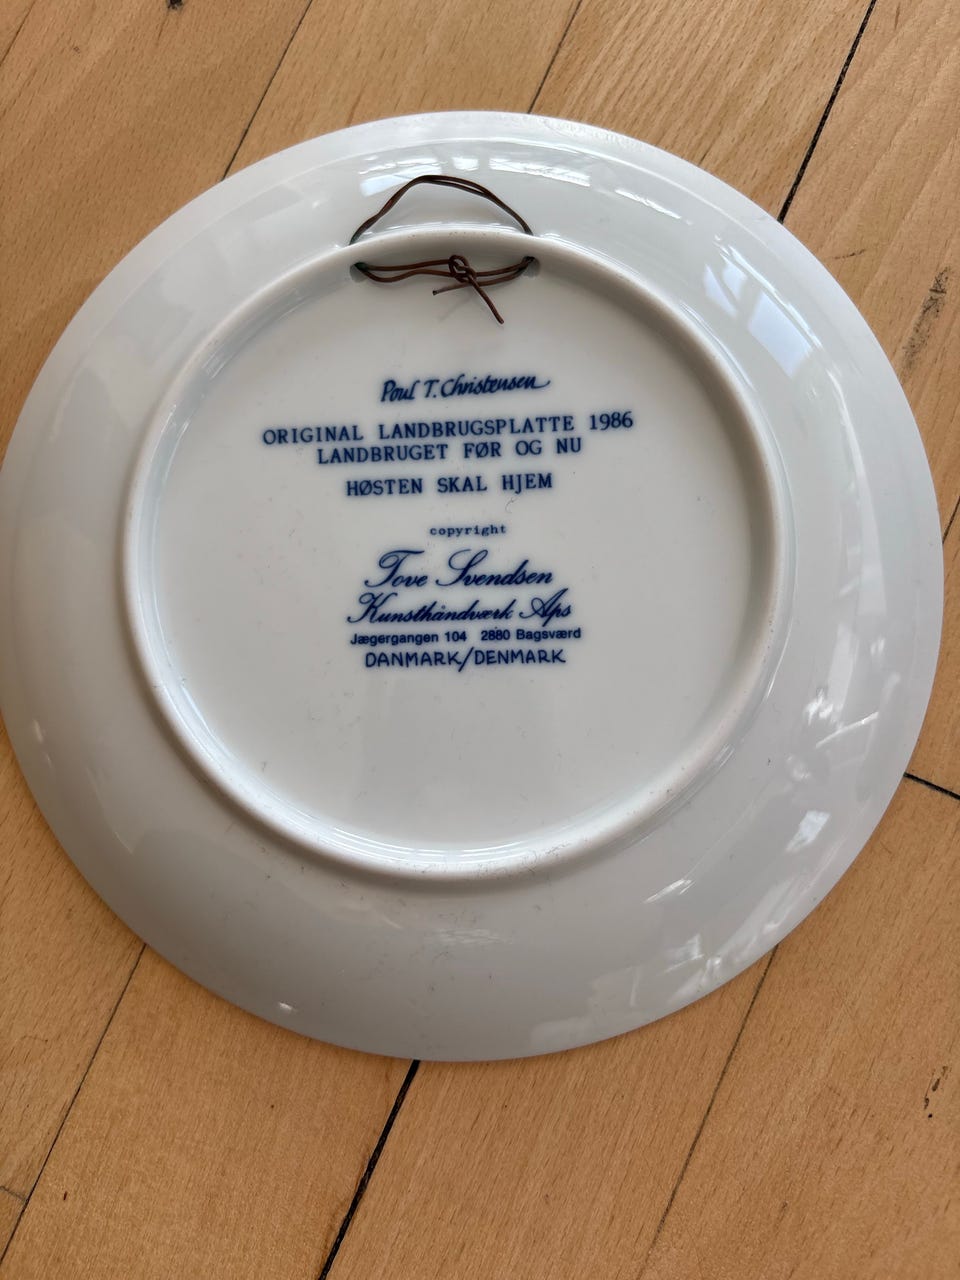 Poul T. Christensen
ORIGINAL LANDBRUGSPLATTE 1986
LANDBRUGET FØR OG NU
HØSTEN SKAL HJEM
copyright
Tove Svendsen
Kunsthåndværk Aps
Jægergangen 104 2880 Bagsværd
DANMARK/DENMARK